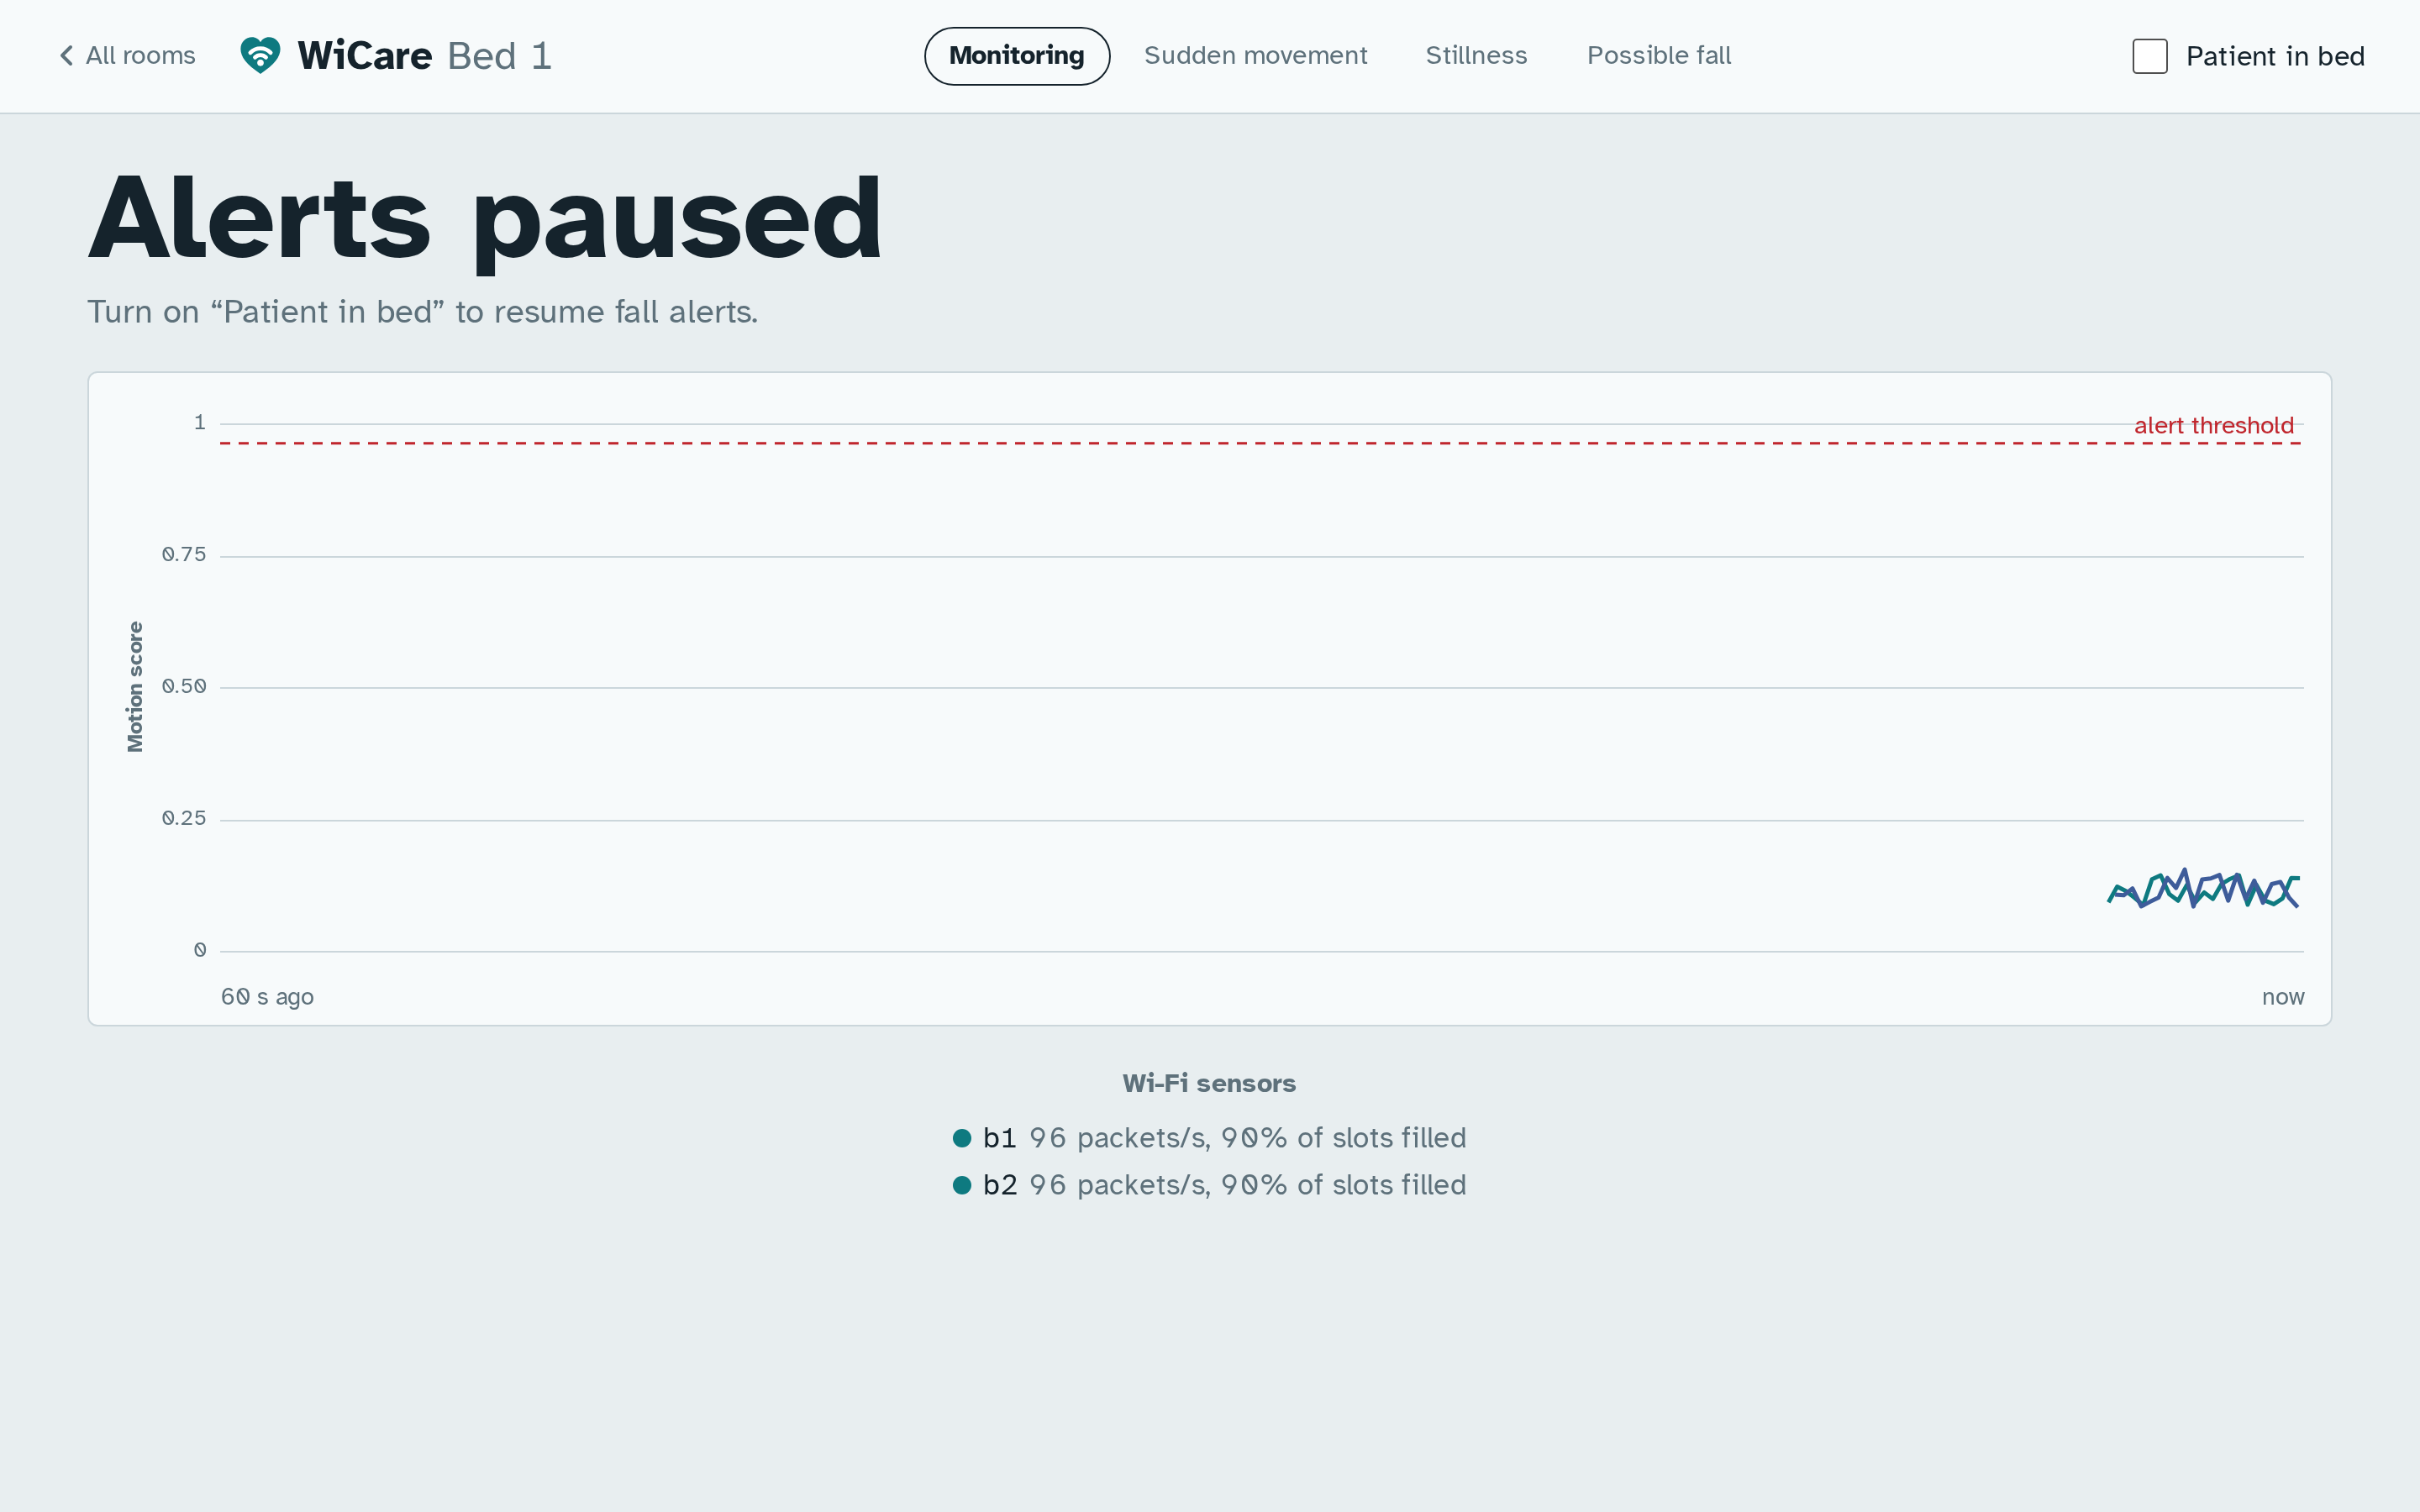 All rooms
WiCare Bed 1
Monitoring
Sudden movement
Stillness
Possible fall
Patient in bed
Alerts paused
Turn on “Patient in bed” to resume fall alerts.
1
alert threshold
0.75
Motion score
0.50
0.25
0
60 s ago
now
Wi-Fi sensors
b1 96 packets/s, 90% of slots filled
b2 96 packets/s, 90% of slots filled